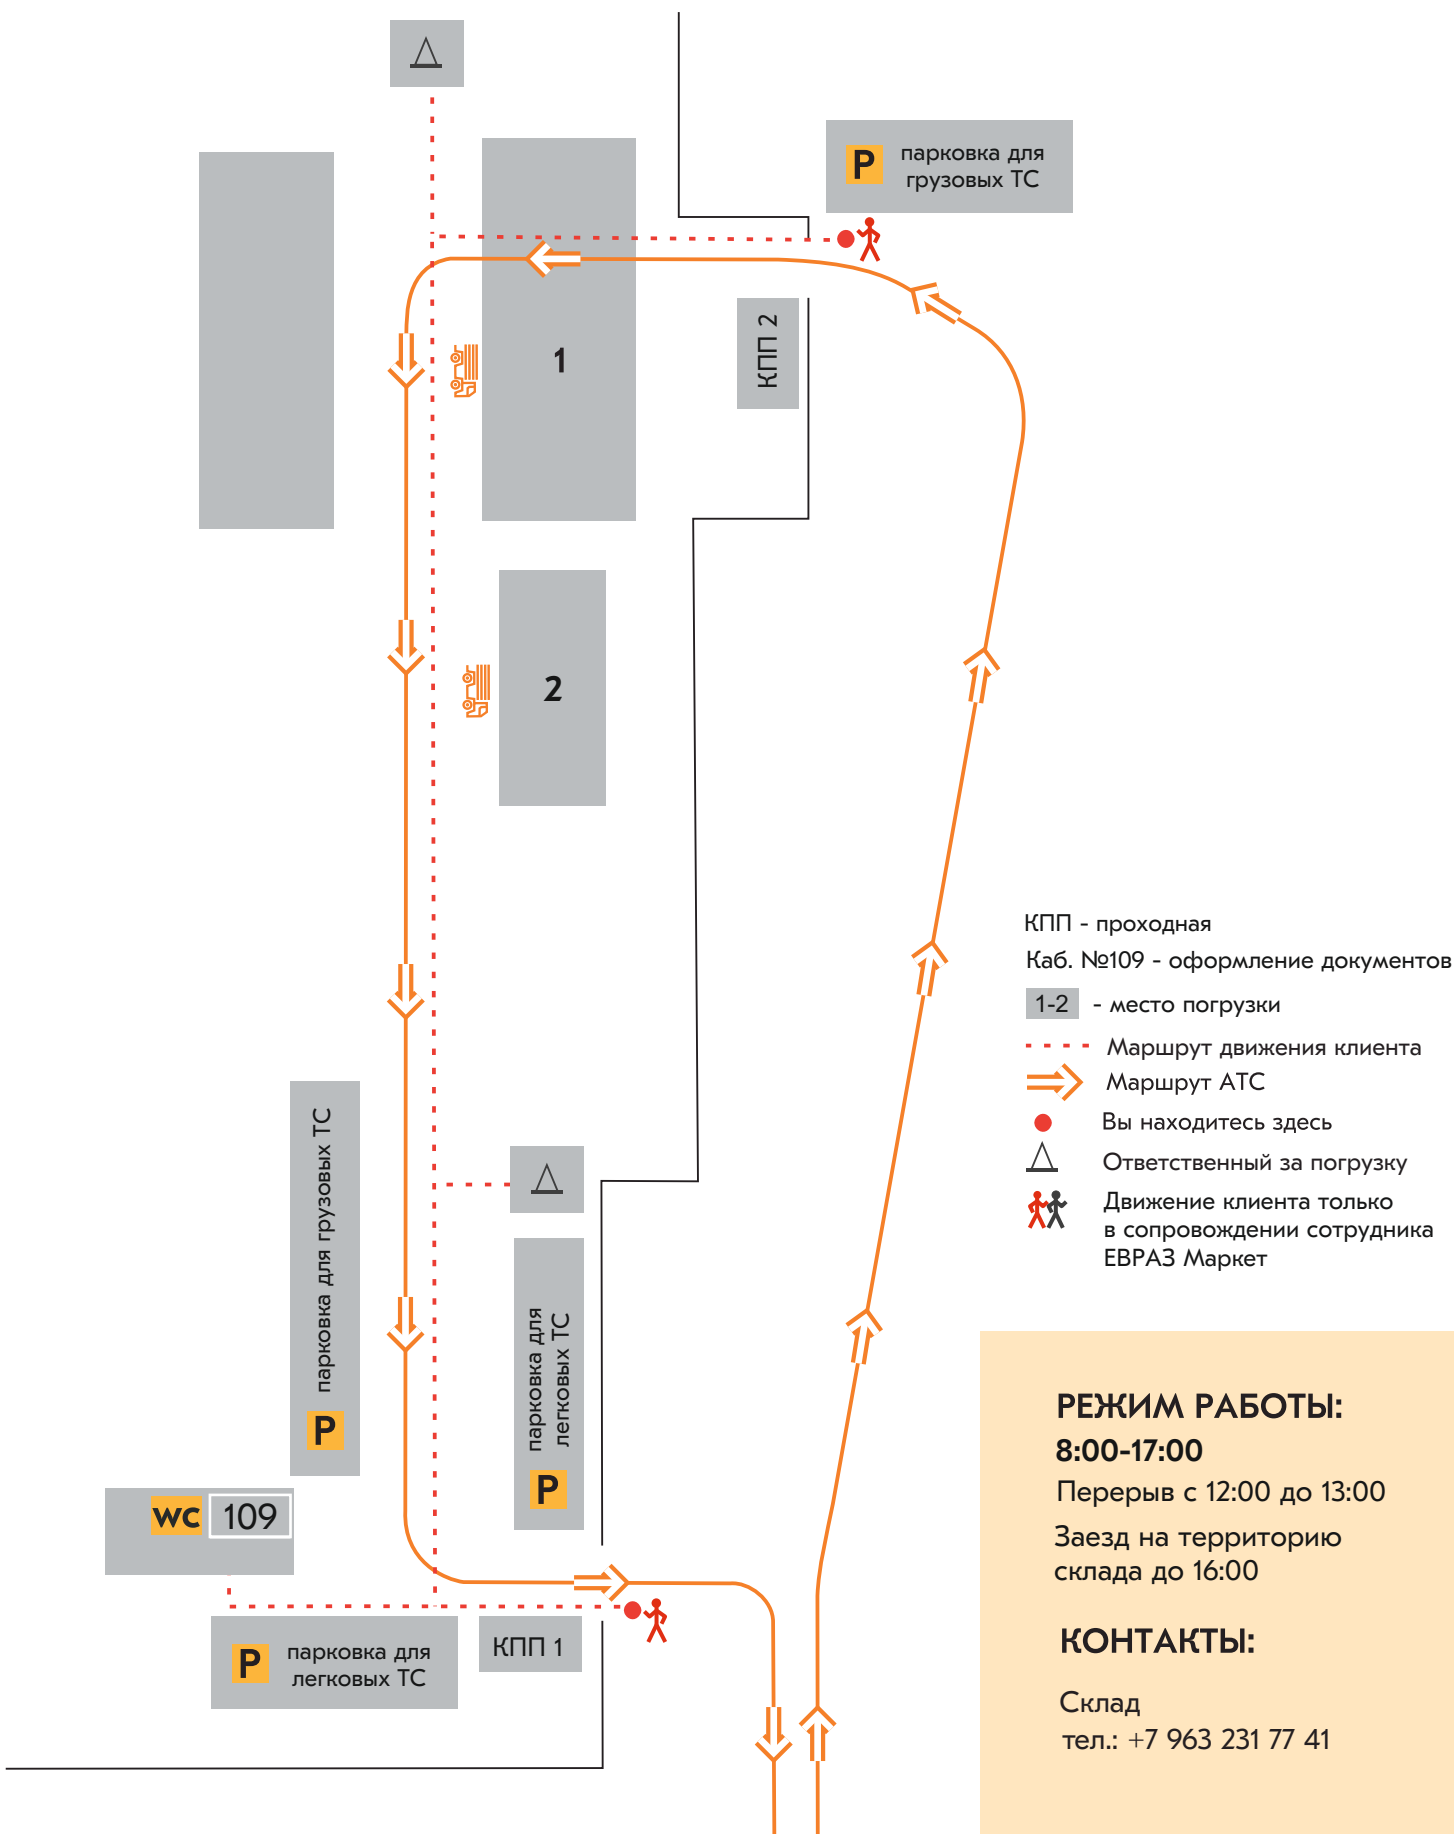 P
парковка для
грузовых ТС
КПП 2
1
2
КПП - проходная
Каб. №109 - оформление документов
1-2 - место погрузки
Маршрут движения клиента
Маршрут АТС
Вы находитесь здесь
Ответственный за погрузку
Движение клиента только
в сопровождении сотрудника
ЕВРАЗ Маркет
парковка для грузовых ТС
P
парковка для
легковых ТС
P
WC 109
P
парковка для
легковых ТС
КПП 1
РЕЖИМ РАБОТЫ:
8:00-17:00
Перерыв с 12:00 до 13:00
Заезд на территорию
склада до 16:00
КОНТАКТЫ:
Склад
тел.: +7 963 231 77 41